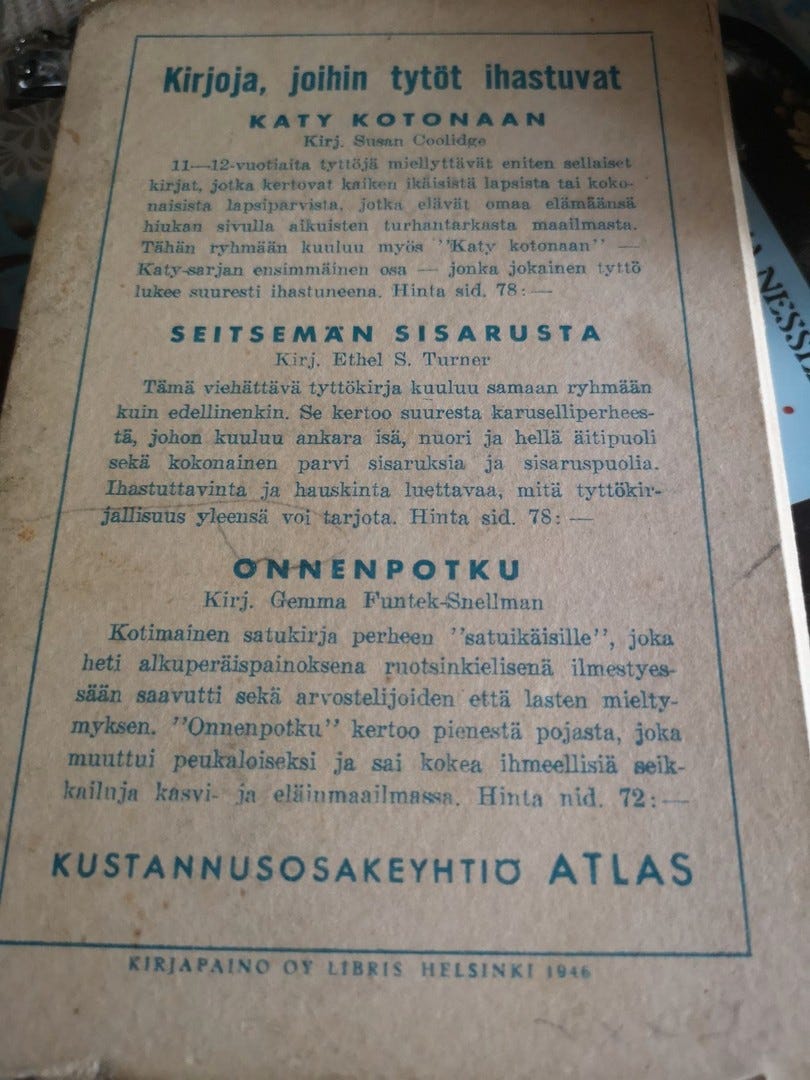 Kirjoja, joihin tytöt ihastuvat
KATY KOTONAAN
Kirj. Susan Coolidge
11—12-vuotiaita tyttöjä miellyttävät eniten sellaiset
kirjat, jotka kertovat kaiken ikäisistä lapsista tai koko-
naisista lapsiparvista, jotka elävät omaa elämäänsä
hiukan sivulla aikuisten turhantarkasta maailmasta.
Tähän ryhmään kuuluu myös ”Katy kotonaan” —
Katy-sarjan ensimmäinen osa — jonka jokainen tyttö
lukee suuresti ihastuneena. Hinta sid. 78: —
SEITSEMÄN SISARUSTA
Kirj. Ethel S. Turner
Tämä viehättävä tyttökirja kuuluu samaan ryhmään
kuin edellinenkin. Se kertoo suuresta karuselliperhees-
tä, johon kuuluu ankara isä, nuori ja hellä äitipuoli
sekä kokonainen parvi sisaruksia ja sisaruspuolia.
Ihastuttavinta ja hauskinta luettavaa, mitä tyttökir-
jallisuus yleensä voi tarjota. Hinta sid. 78: —
ONNENPOTKU
Kirj. Gemma Funtek-Snellman
Kotimainen satukirja perheen ”satuikäisille”, joka
heti alkuperäispainoksena ruotsinkielisenä ilmestyes-
sään saavutti sekä arvostelijoiden että lasten mielty-
myksen. ”Onnenpotku” kertoo pienestä pojasta, joka
muuttui peukaloiseksi ja sai kokea ihmeellisiä seik-
kailuja kasvi- ja eläinmaailmassa. Hinta nid. 72: —
KUSTANNUSOSAKEYHTIÖ ATLAS
KIRJAPAINO OY LIBRIS HELSINKI 1946